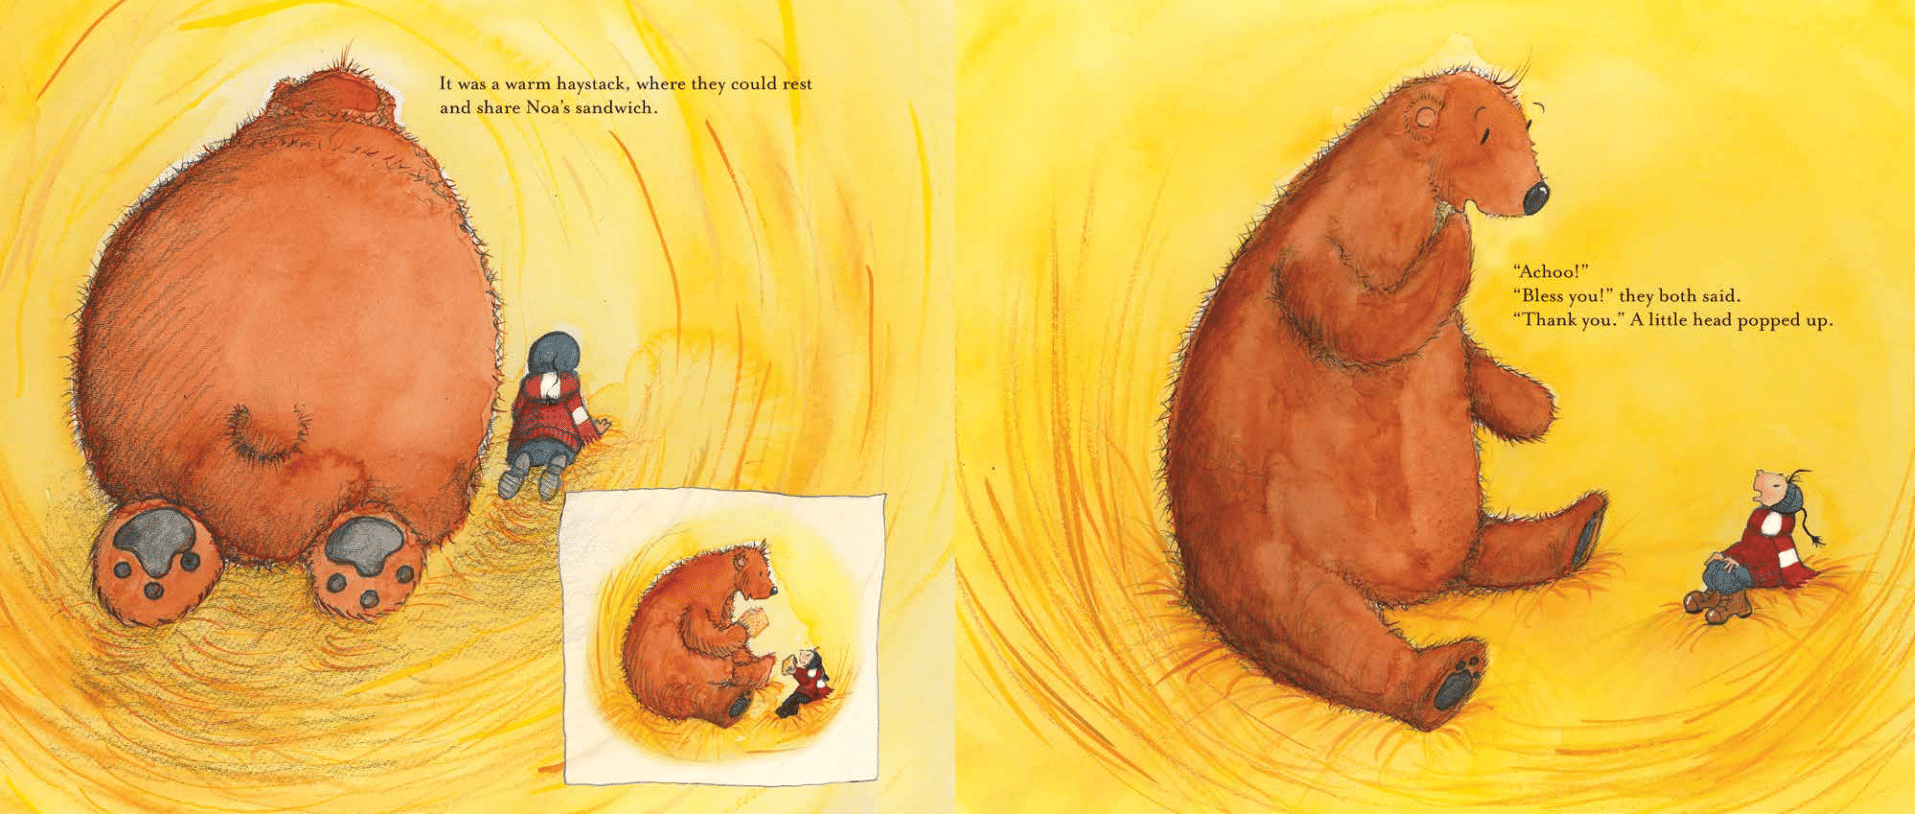 It was a warm haystack, where they could rest
and share Noa’s sandwich.
“Achoo!”
“Bless you!” they both said.
“Thank you.” A little head popped up.